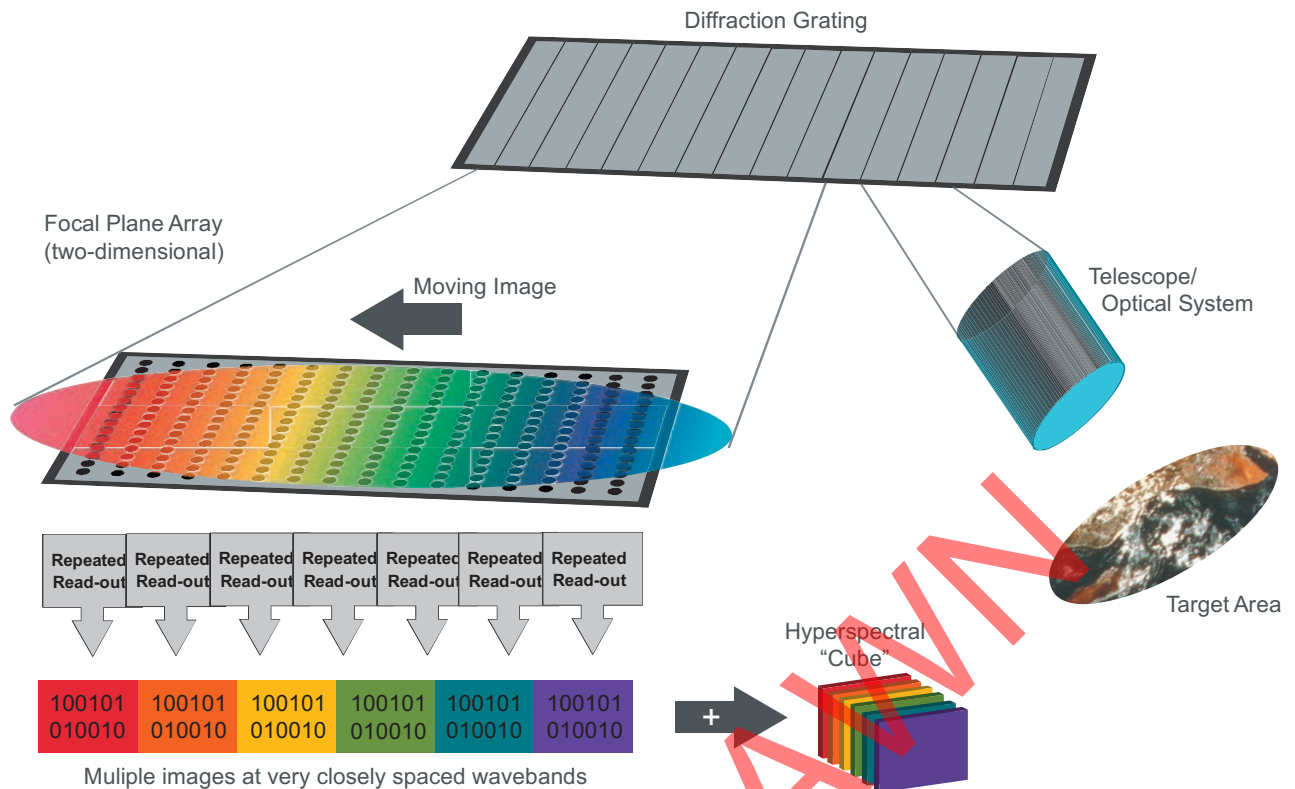 Diffraction Grating
Focal Plane Array
(two-dimensional)
Moving Image
Telescope/
Optical System
Target Area
Repeated
Read-out
Repeated
Read-out
Repeated
Read-out
Repeated
Read-out
Repeated
Read-out
Repeated
Read-out
Repeated
Read-out
Hyperspectral
“Cube”
100101 100101 100101 100101 100101 100101
010010 010010 010010 010010 010010 010010
+
Muliple images at very closely spaced wavebands
AWN